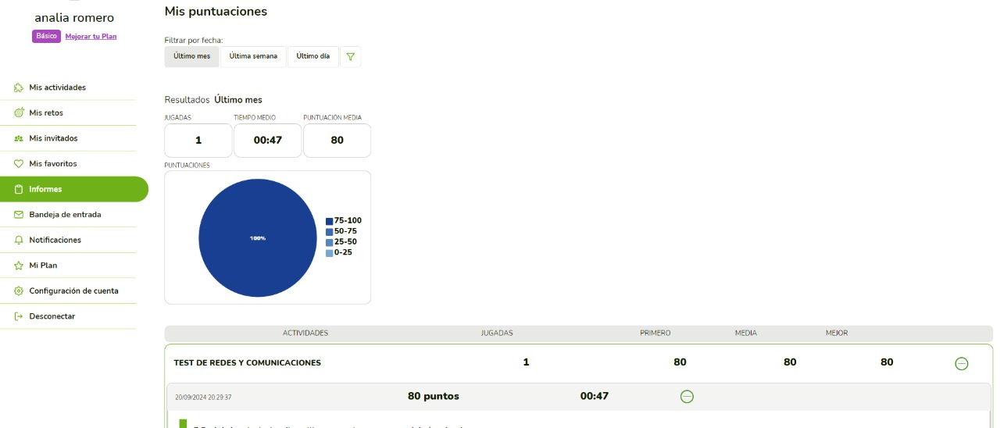 analia romero
Básico Mejorar tu Plan
Mis actividades
Mis retos
Mis invitados
Mis favoritos
Informes
Bandeja de entrada
Notificaciones
Mi Plan
Configuración de cuenta
Desconectar
Mis puntuaciones
Filtrar por fecha:
Último mes Última semana Último día
Resultados Último mes
JUGADAS TIEMPO MEDIO PUNTUACIÓN MEDIA
1 00:47 80
PUNTUACIONES
100%
75-100
50-75
25-50
0-25
ACTIVIDADES JUGADAS PRIMERO MEDIA MEJOR
TEST DE REDES Y COMUNICACIONES 1 80 80 80
20/09/2024 20:29:37 80 puntos 00:47